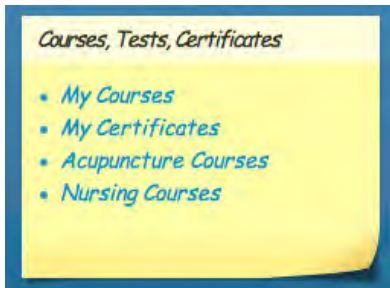 Courses, Tests, Certificates
• My Courses
• My Certificates
• Acupuncture Courses
• Nursing Courses